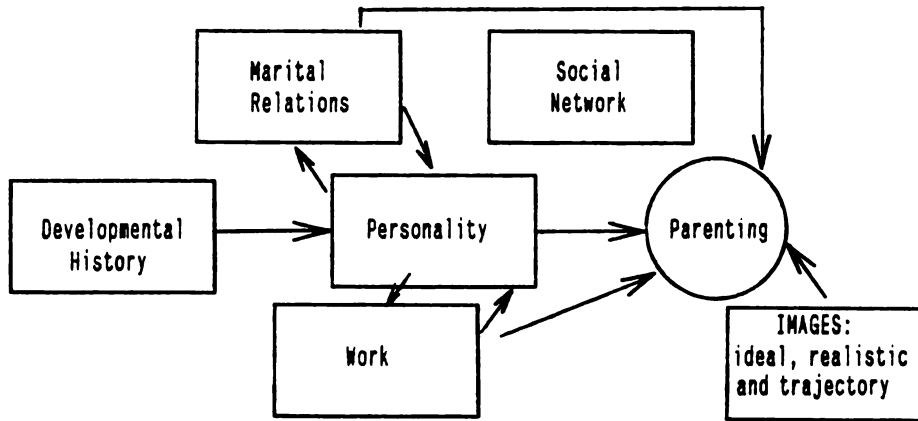 Marital
Relations
Social
Network
Developmental
History
Personality
Parenting
Work
IMAGES:
ideal, realistic
and trajectory